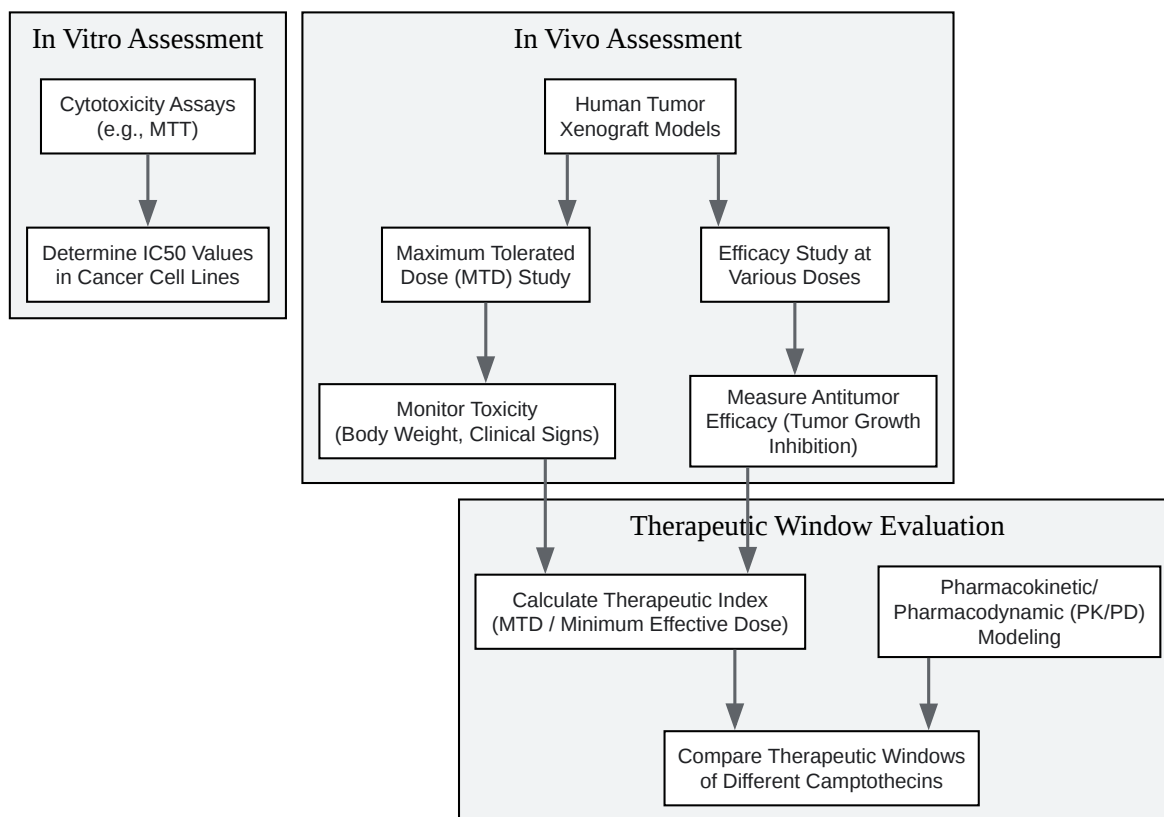 In Vitro Assessment
Cytotoxicity Assays
(e.g., MTT)
Determine IC50 Values
in Cancer Cell Lines
In Vivo Assessment
Human Tumor
Xenograft Models
Maximum Tolerated
Dose (MTD) Study
Efficacy Study at
Various Doses
Monitor Toxicity
(Body Weight, Clinical Signs)
Measure Antitumor
Efficacy (Tumor Growth
Inhibition)
Therapeutic Window Evaluation
Calculate Therapeutic Index
(MTD / Minimum Effective Dose)
Pharmacokinetic/
Pharmacodynamic (PK/PD)
Modeling
Compare Therapeutic Windows
of Different Camptothecins